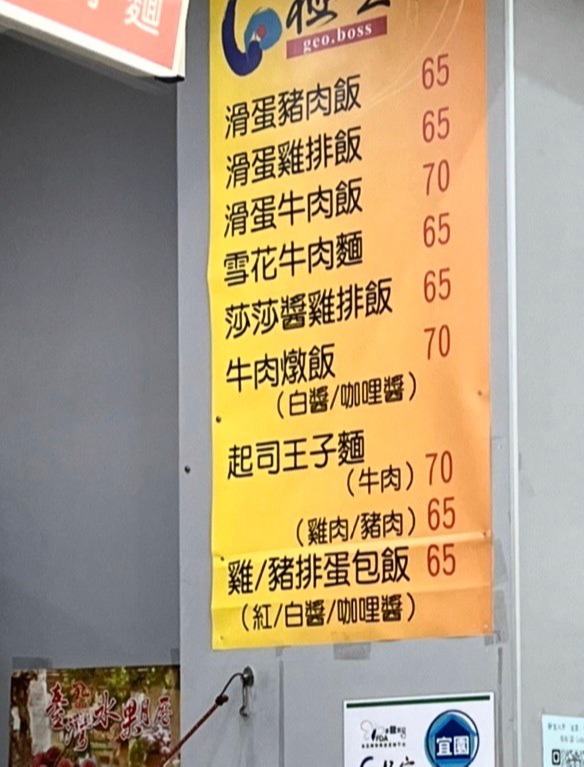 麵
geo.boss
滑蛋豬肉飯 65
滑蛋雞排飯 65
滑蛋牛肉飯 70
雪花牛肉麵 65
莎莎醬雞排飯 65
牛肉燉飯 70
（白醬/咖哩醬）
起司王子麵
（牛肉）70
（雞肉/豬肉）65
雞/豬排蛋包飯 65
（紅/白醬/咖哩醬）
臺灣水果月历
FDA
宜園